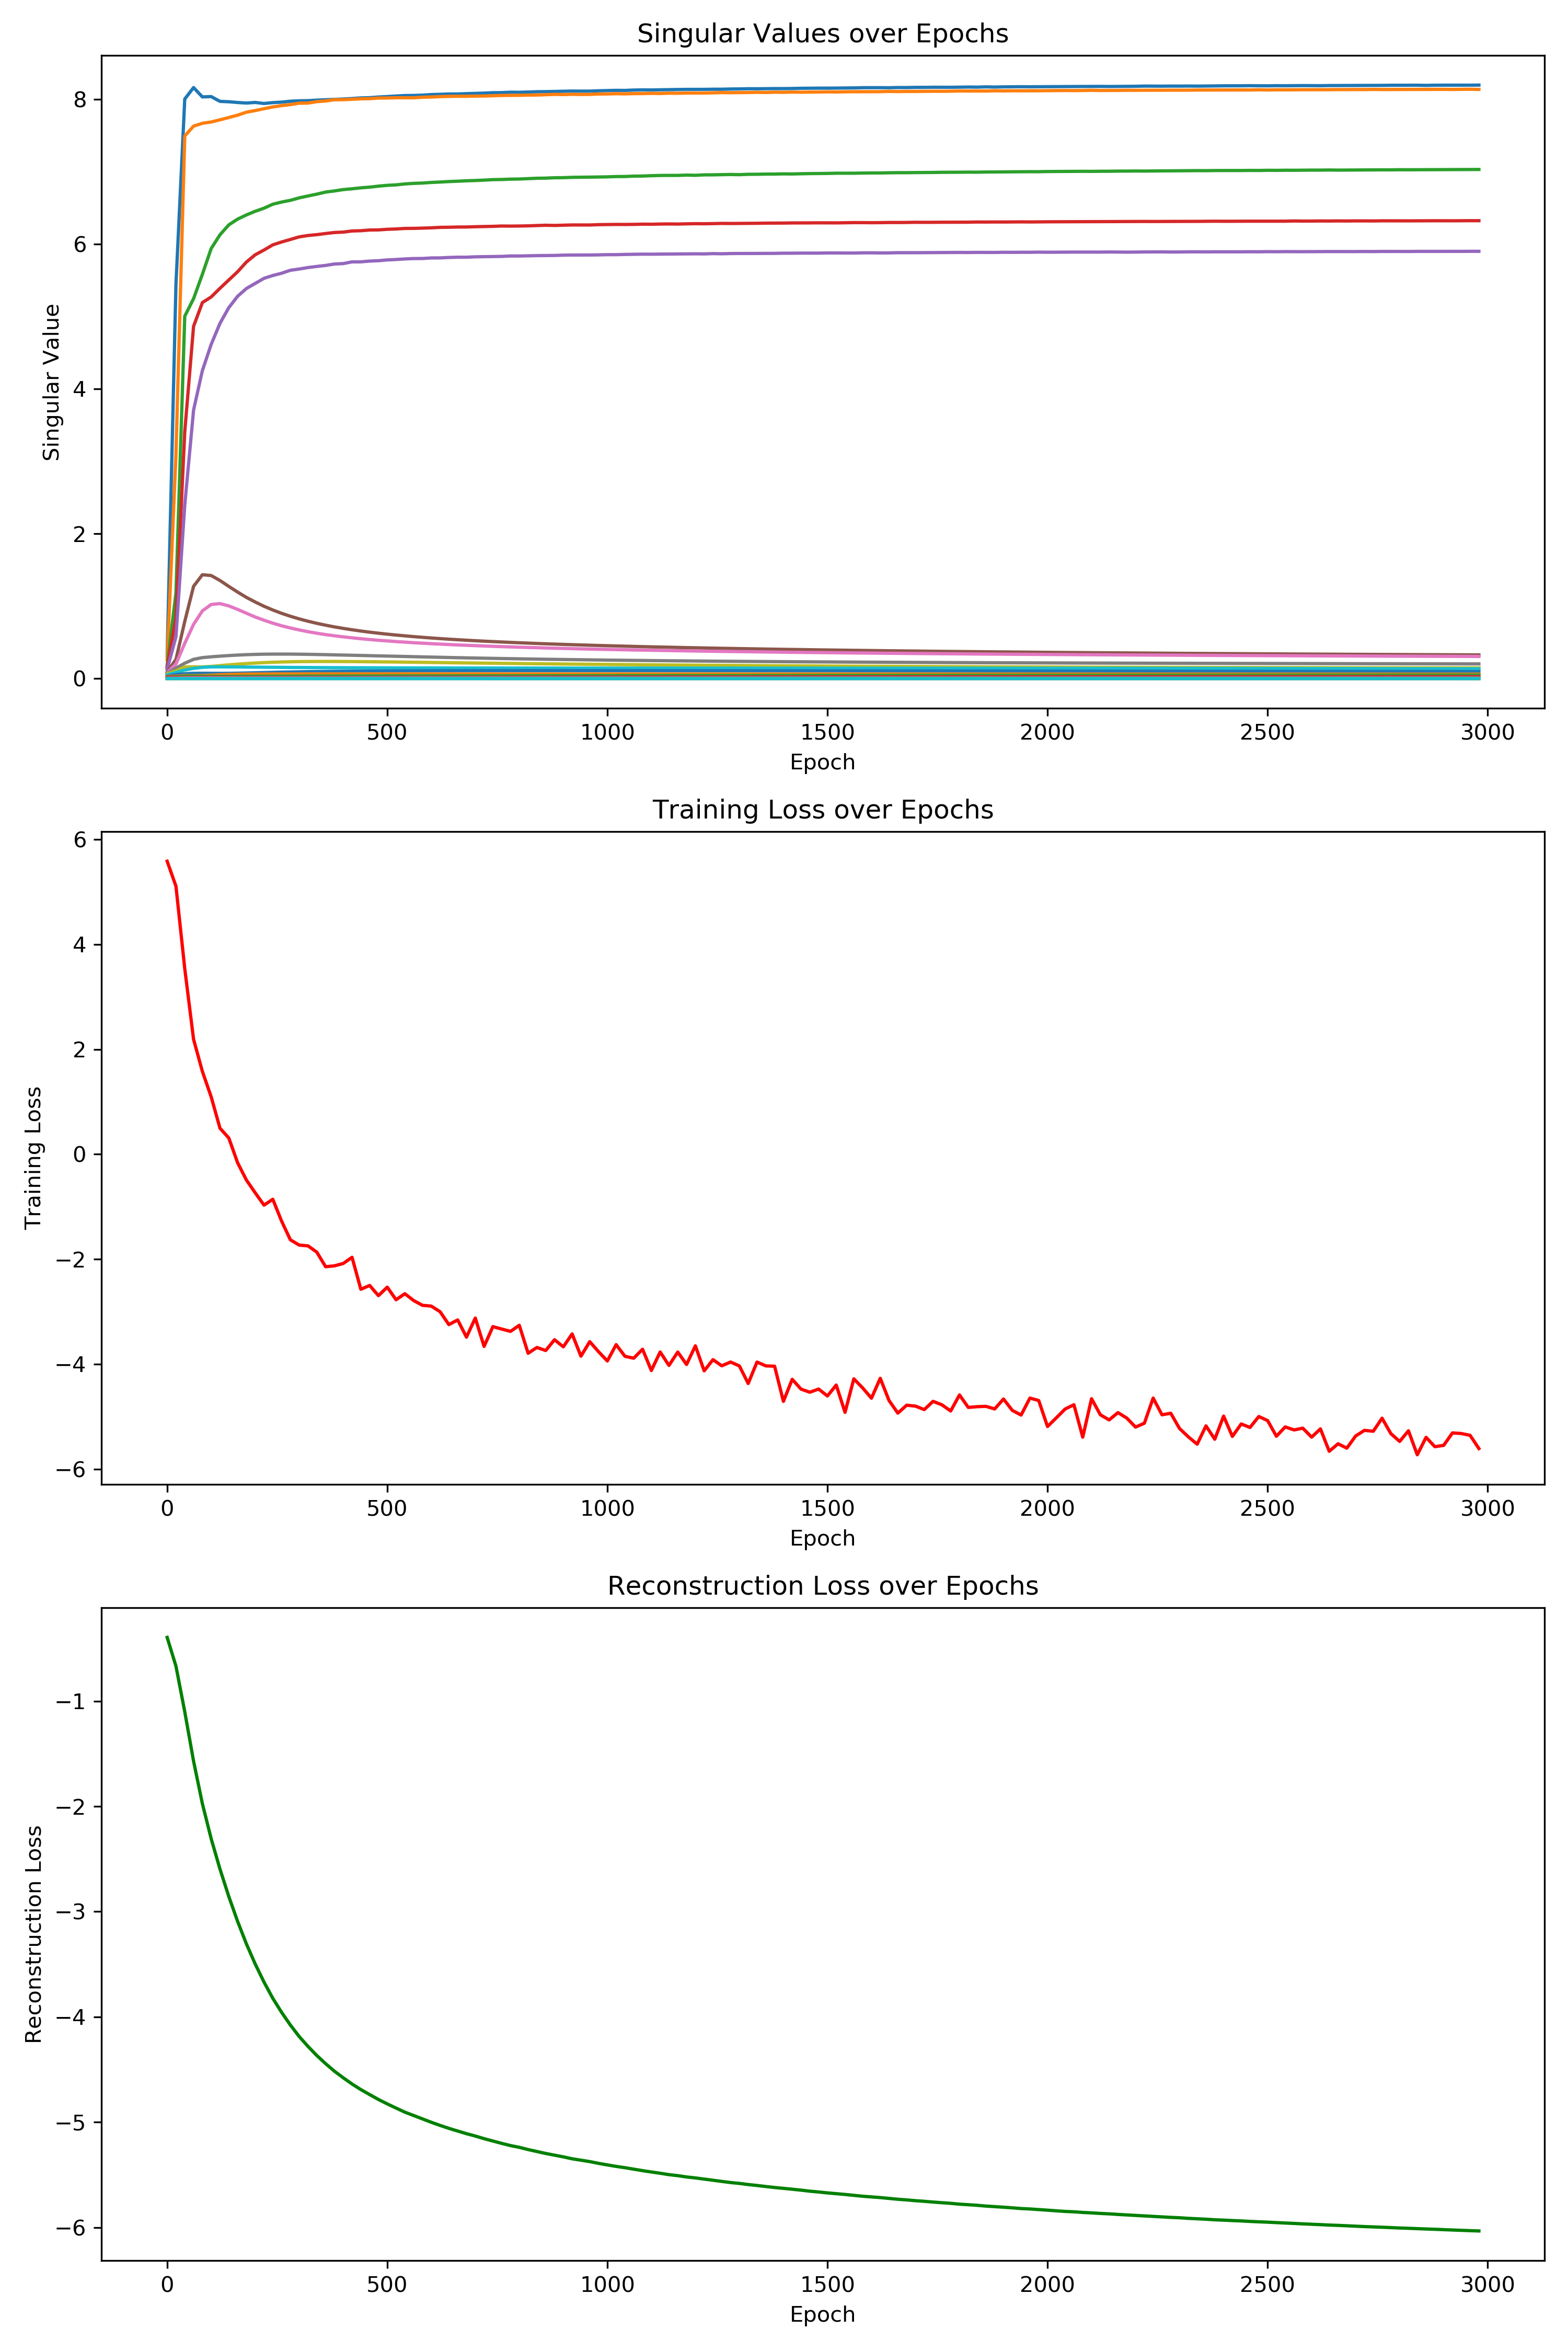 Singular Values over Epochs
8
6
4
2
0
Singular Value
0 500 1000 1500 2000 2500 3000
Epoch
Training Loss over Epochs
6
4
2
0
−2
−4
−6
Training Loss
0 500 1000 1500 2000 2500 3000
Epoch
Reconstruction Loss over Epochs
−1
−2
−3
−4
−5
−6
Reconstruction Loss
0 500 1000 1500 2000 2500 3000
Epoch